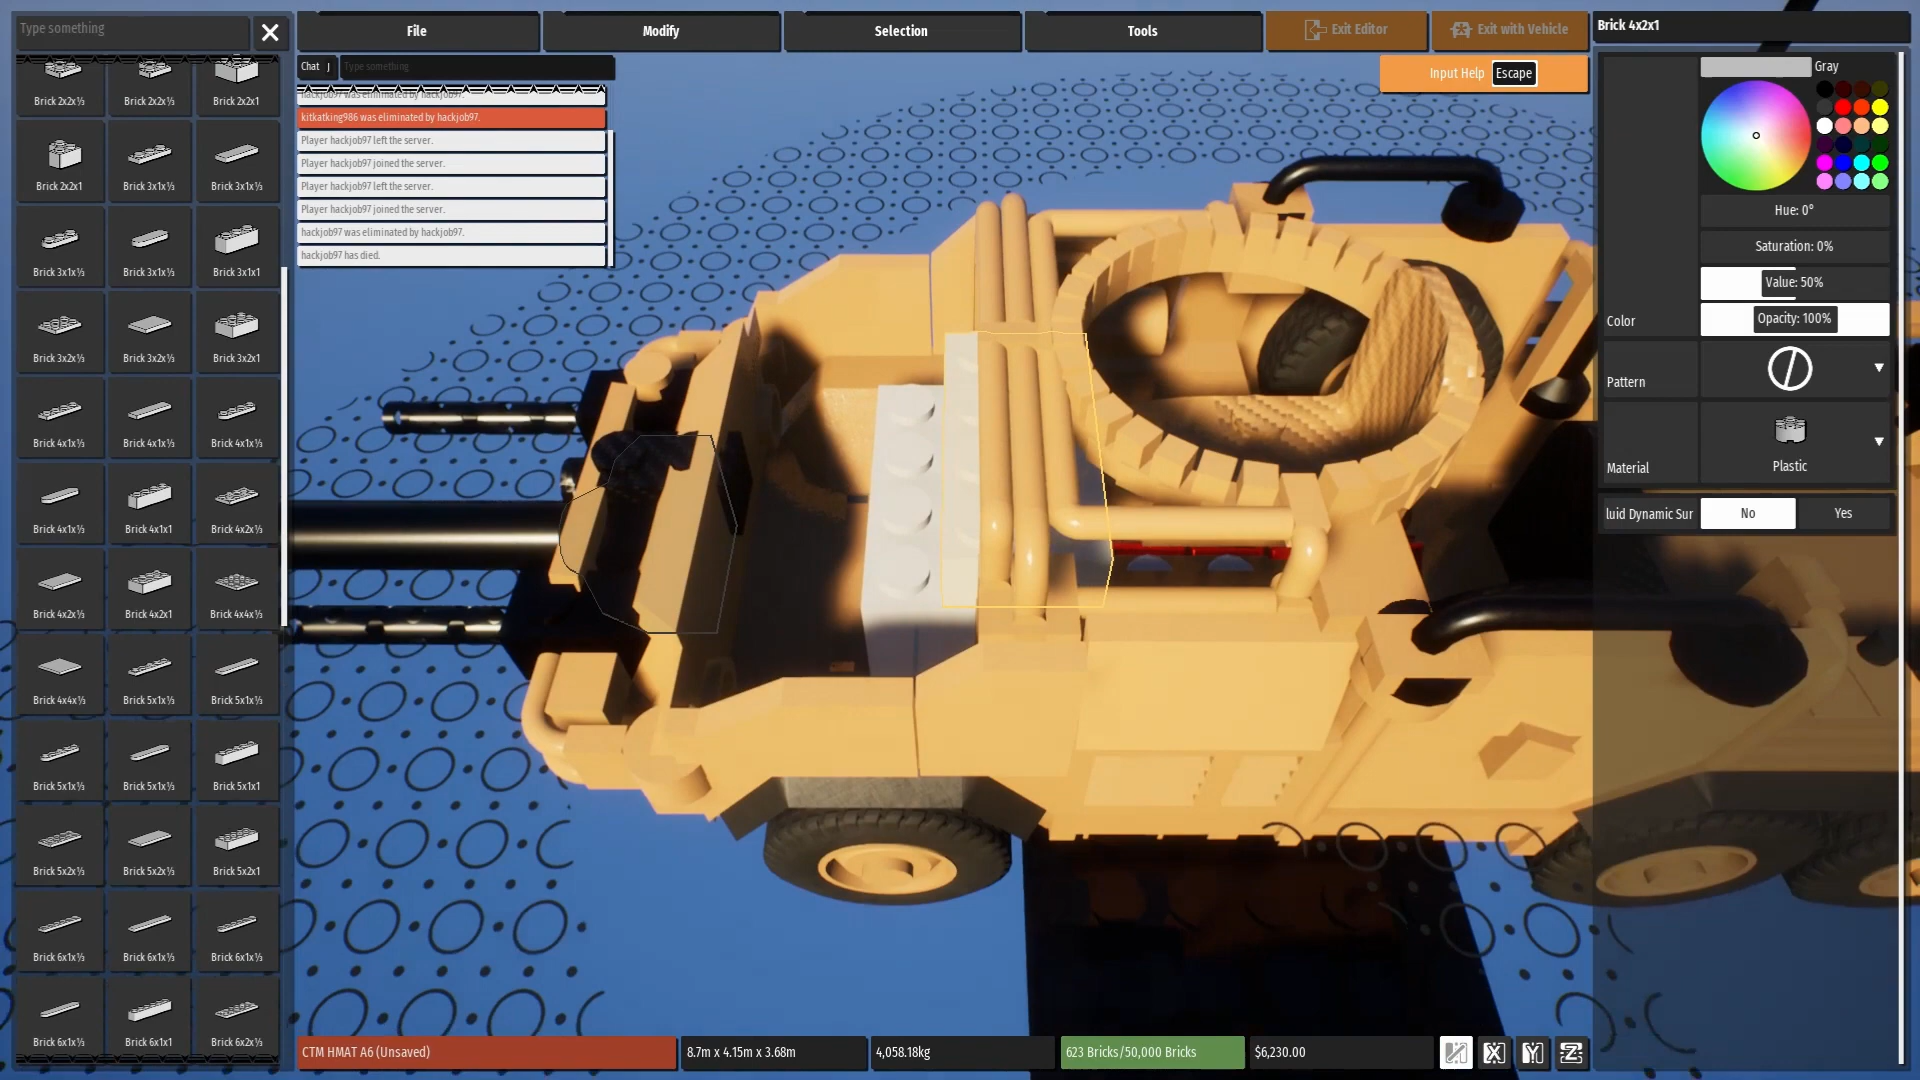 Type something
File
Modify
Selection
Tools
Exit Editor
Exit with Vehicle
Brick 4x2x1
Chat J
Type something
Input Help Escape
hackjob97 was eliminated by hackjob97.
kitkatking986 was eliminated by hackjob97.
Player hackjob97 left the server.
Player hackjob97 joined the server.
Player hackjob97 left the server.
Player hackjob97 joined the server.
hackjob97 was eliminated by hackjob97.
hackjob97 has died.
Brick 2x2x⅓
Brick 2x2x⅓
Brick 2x2x1
Brick 2x2x1
Brick 3x1x⅓
Brick 3x1x⅓
Brick 3x1x⅓
Brick 3x1x⅓
Brick 3x1x1
Brick 3x2x⅓
Brick 3x2x⅓
Brick 3x2x1
Brick 4x1x⅓
Brick 4x1x⅓
Brick 4x1x⅓
Brick 4x1x⅓
Brick 4x1x1
Brick 4x2x⅓
Brick 4x2x⅓
Brick 4x2x1
Brick 4x4x⅓
Brick 4x4x⅓
Brick 5x1x⅓
Brick 5x1x⅓
Brick 5x1x⅓
Brick 5x1x⅓
Brick 5x1x1
Brick 5x2x⅓
Brick 5x2x⅓
Brick 5x2x1
Brick 6x1x⅓
Brick 6x1x⅓
Brick 6x1x⅓
Brick 6x1x⅓
Brick 6x1x1
Brick 6x2x⅓
Gray
Hue: 0°
Saturation: 0%
Value: 50%
Color
Opacity: 100%
Pattern
Material
Plastic
luid Dynamic Sur
No
Yes
CTM HMAT A6 (Unsaved)
8.7m x 4.15m x 3.68m
4,058.18kg
623 Bricks/50,000 Bricks
$6,230.00
X
Y
Z